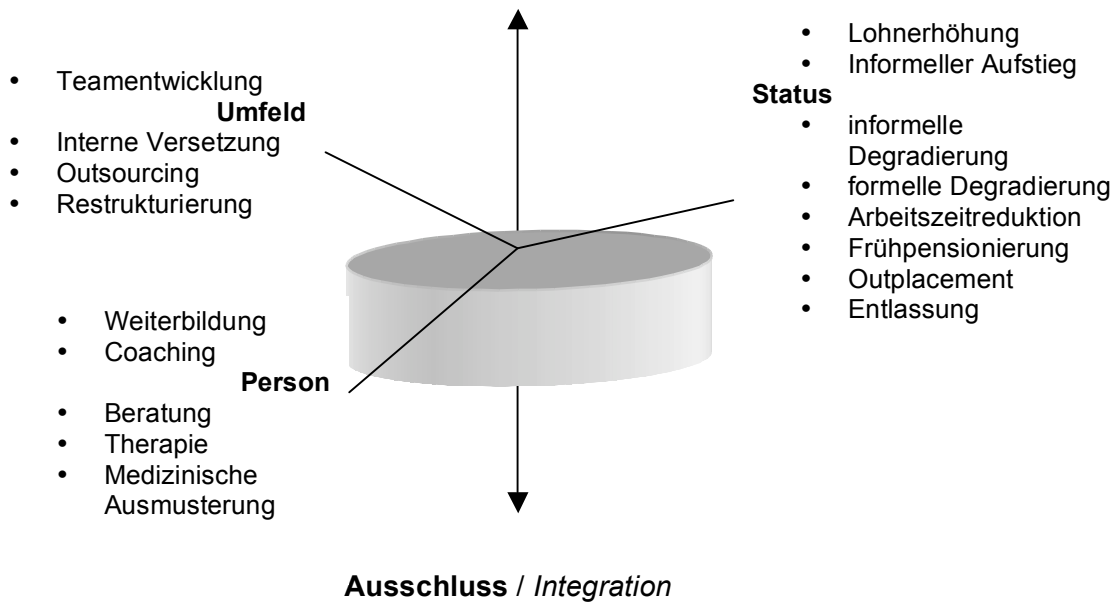 • Teamentwicklung
Umfeld
• Interne Versetzung
• Outsourcing
• Restrukturierung
• Lohnerhöhung
• Informeller Aufstieg
Status
• informelle
Degradierung
• formelle Degradierung
• Arbeitszeitreduktion
• Frühpensionierung
• Outplacement
• Entlassung
• Weiterbildung
• Coaching
Person
• Beratung
• Therapie
• Medizinische
Ausmusterung
Ausschluss / Integration